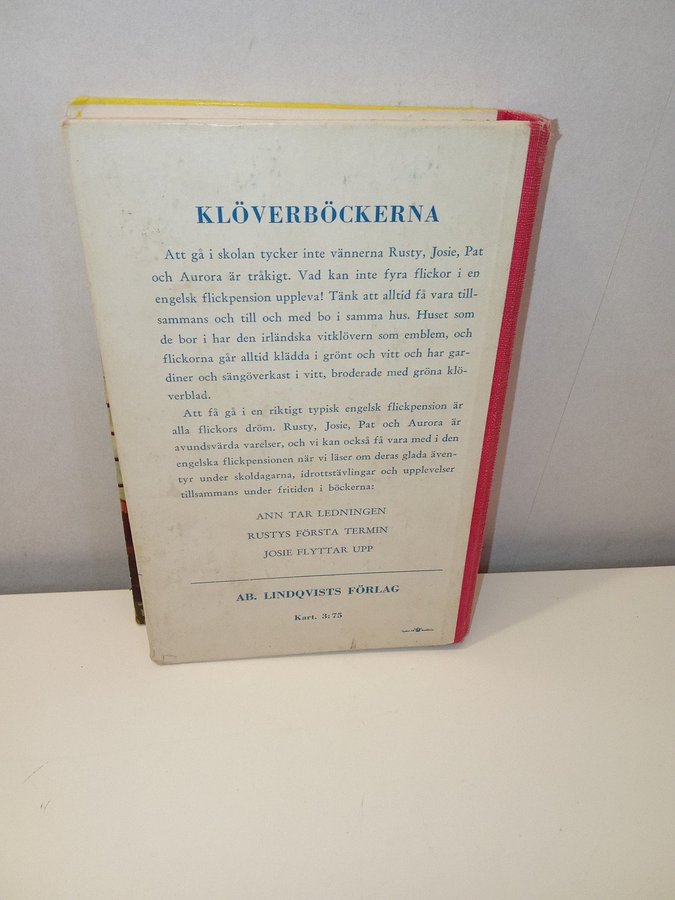 KLÖVERBÖCKERNA
Att gå i skolan tycker inte vännerna Rusty, Josie, Pat
och Aurora är tråkigt. Vad kan inte fyra flickor i en
engelsk flickpension uppleva! Tänk att alltid få vara till-
sammans och till och med bo i samma hus. Huset som
de bor i har den irländska vitklövern som emblem, och
flickorna går alltid klädda i grönt och vitt och har gar-
diner och sängöverkast i vitt, broderade med gröna klö-
verblad.
Att få gå i en riktigt typisk engelsk flickpension är
alla flickors dröm. Rusty, Josie, Pat och Aurora är
avundsvärda varelser, och vi kan också få vara med i den
engelska flickpensionen när vi läser om deras glada även-
tyr under skoldagarna, idrottstävlingar och upplevelser
tillsammans under fritiden i böckerna:
ANN TAR LEDNINGEN
RUSTYS FÖRSTA TERMIN
JOSIE FLYTTAR UPP
AB. LINDQVISTS FÖRLAG
Kart. 3:75